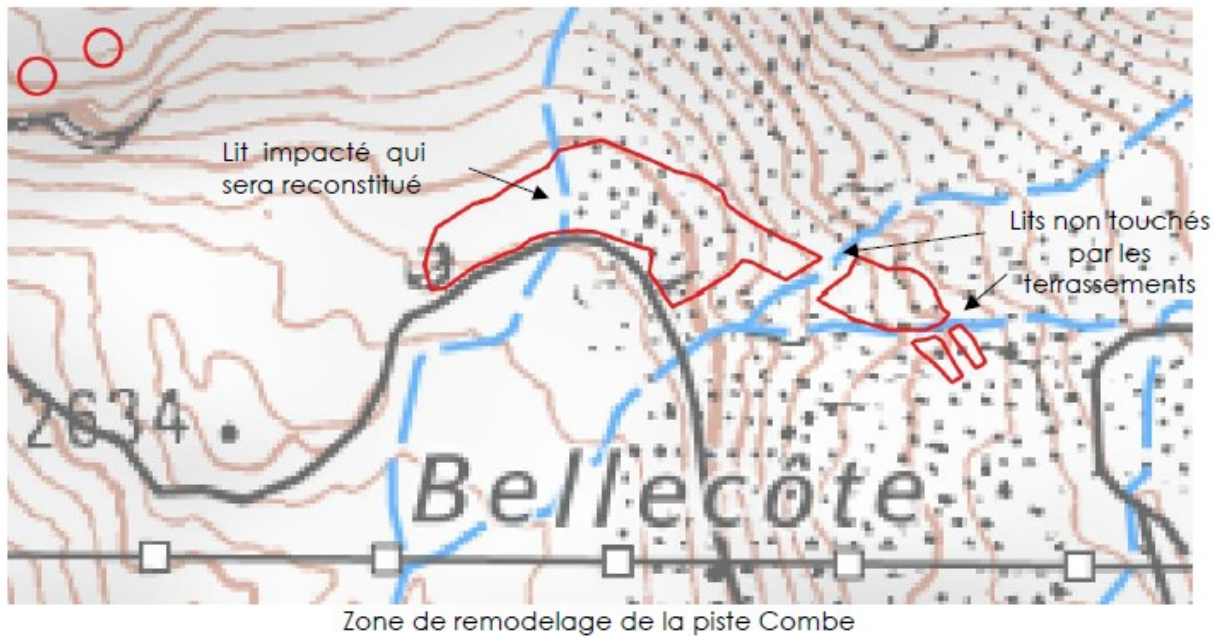 Lit impacté qui
sera reconstitué
Lits non touchés
par les
terrassements
2634
Bellecôte
Zone de remodelage de la piste Combe